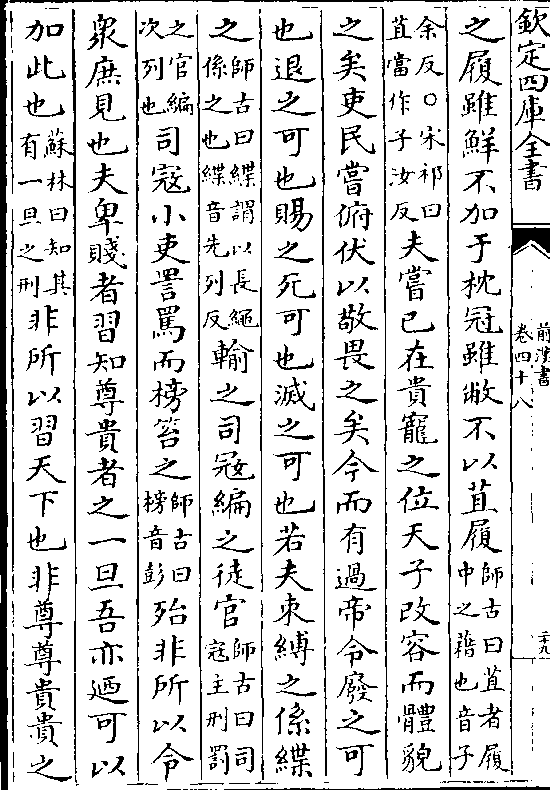 欽定四庫全書
前漢書
卷四十八
二十九
之履雖鮮不加于枕冠雖敝不以苴履師古曰苴者履中之藉也音子
余反〇宋祁曰苴當作子汝反夫嘗已在貴寵之位天子改容而體貌
之矣吏民嘗俯伏以敬畏之矣今而有過帝令廢之可
也退之可也賜之死可也滅之可也若夫束縛之係緤
之師古曰緤謂以長繩係之也緤音先列反輸之司寇編之徒官師古曰司寇主刑罰
之官編次列也司寇小吏詈罵而榜笞之師古曰榜音彭殆非所以令
衆庶見也夫卑賤者習知尊貴者之一旦吾亦迺可以
加此也蘇林曰知其有一旦之刑非所以習天下也非尊尊貴貴之